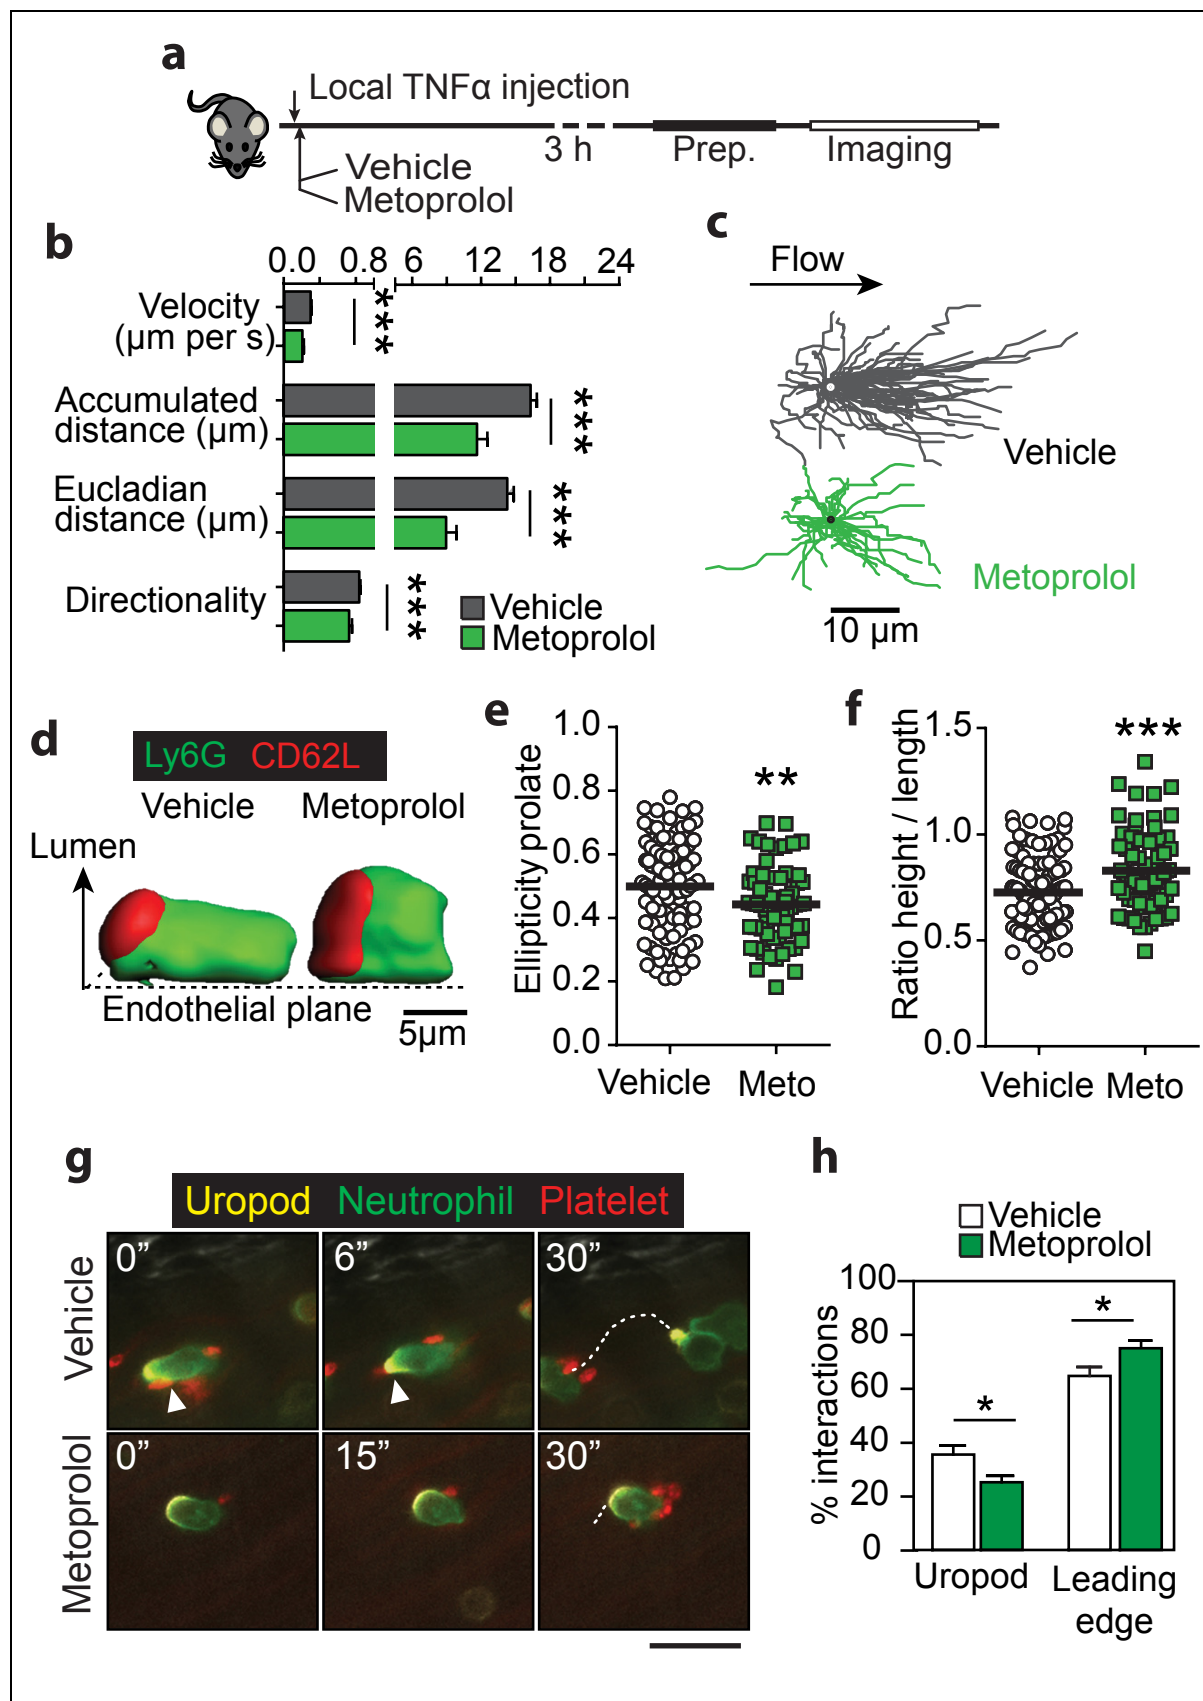 a
Local TNFα injection
3 h
Prep.
Imaging
Vehicle
Metoprolol
b
0.0 0.8 6 12 18 24
Velocity
(µm per s)
***
Accumulated
distance (µm)
***
Eucladian
distance (µm)
***
Directionality
***
Vehicle
Metoprolol
c
Flow
Vehicle
Metoprolol
10 µm
d
Ly6G CD62L
Vehicle Metoprolol
Lumen
Endothelial plane
5µm
e
Ellipticity prolate
1.0
0.8
0.6
0.4
0.2
0.0
**
Vehicle Meto
f
Ratio height / length
1.5
1.0
0.5
0.0
***
Vehicle Meto
g
Uropod Neutrophil Platelet
Vehicle
0” 6” 30”
Metoprolol
0” 15” 30”
h
Vehicle
Metoprolol
% interactions
100
80
60
40
20
0
*
*
Uropod
Leading
edge